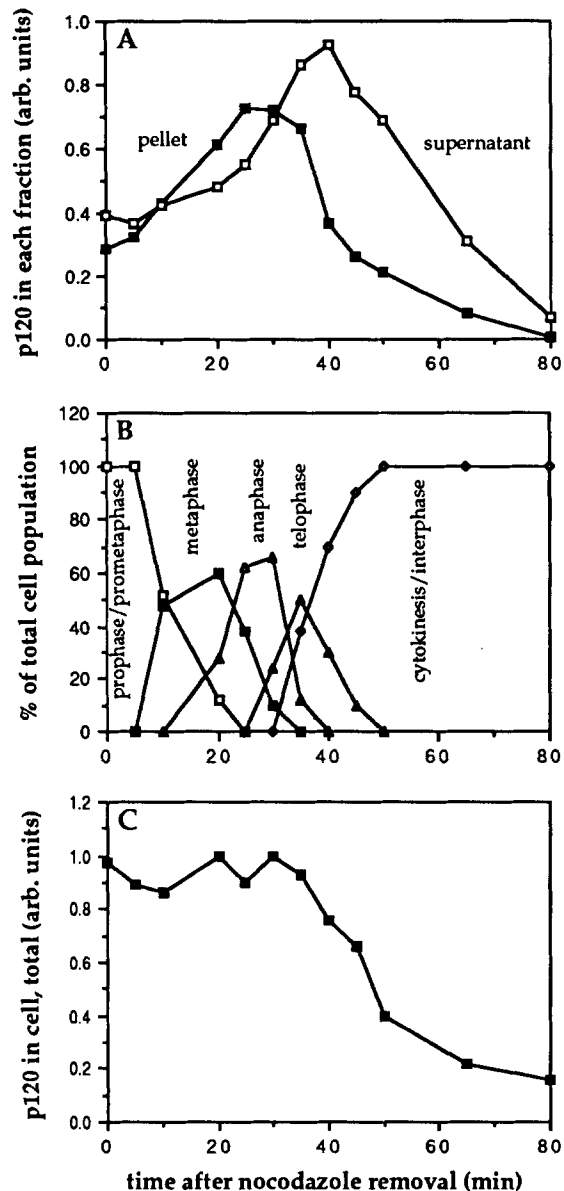 A
p120 in each fraction (arb. units)
1.0
0.8
0.6
0.4
0.2
0.0
pellet
supernatant
0 20 40 60 80
B
% of total cell population
120
100
80
60
40
20
0
prophase/prometaphase
metaphase
anaphase
telophase
cytokinesis/interphase
0 20 40 60 80
C
p120 in cell, total (arb. units)
1.2
1.0
0.8
0.6
0.4
0.2
0.0
0 20 40 60 80
time after nocodazole removal (min)